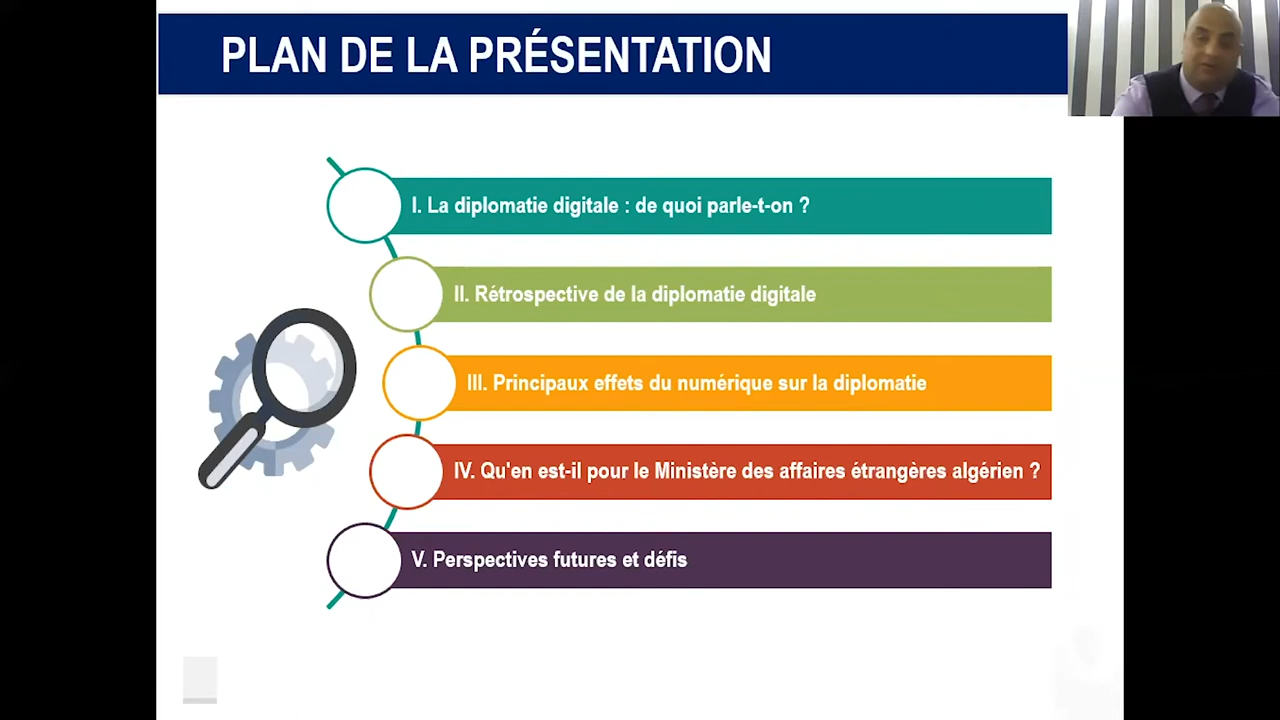 PLAN DE LA PRÉSENTATION
I. La diplomatie digitale : de quoi parle-t-on ?
II. Rétrospective de la diplomatie digitale
III. Principaux effets du numérique sur la diplomatie
IV. Qu'en est-il pour le Ministère des affaires étrangères algérien ?
V. Perspectives futures et défis